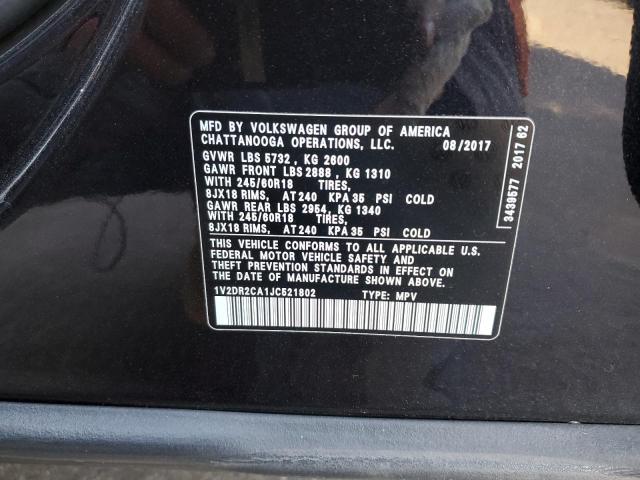 MFD BY VOLKSWAGEN GROUP OF AMERICA
CHATTANOOGA OPERATIONS, LLC. 08/2017
GVWR LBS 5732 , KG 2600
GAWR FRONT LBS 2888 , KG 1310
WITH 245/60R18 TIRES,
8JX18 RIMS, AT 240 KPA 35 PSI COLD
GAWR REAR LBS 2954, KG 1340
WITH 245/60R18 TIRES,
8JX18 RIMS, AT 240 KPA 35 PSI COLD
THIS VEHICLE CONFORMS TO ALL APPLICABLE U.S.
FEDERAL MOTOR VEHICLE SAFETY AND
THEFT PREVENTION STANDARDS IN EFFECT ON
THE DATE OF MANUFACTURE SHOWN ABOVE.
1V2DR2CA1JC521802 TYPE: MPV
3439577 2017 62